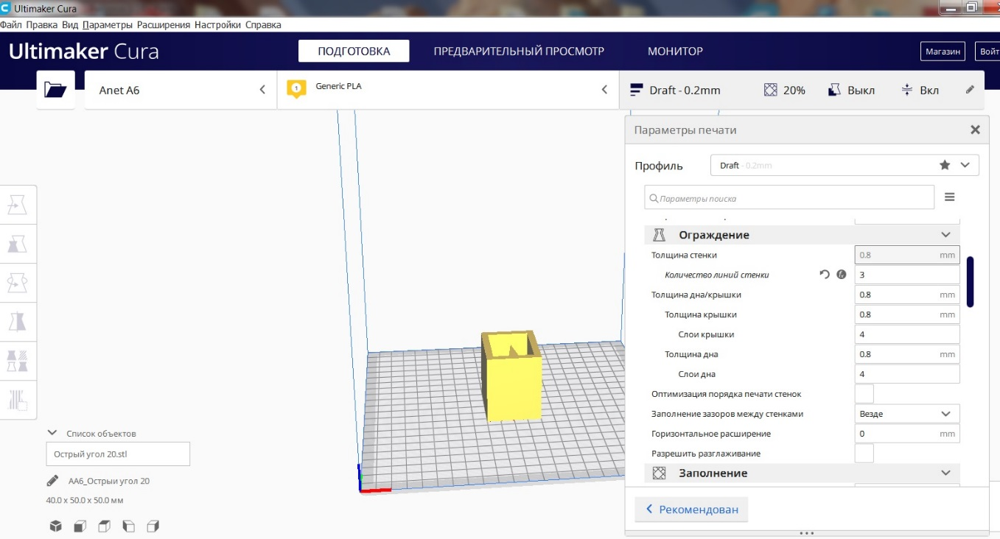 Ultimaker Cura
Файл Правка Вид Параметры Расширения Настройки Справка
Ultimaker Cura
ПОДГОТОВКА
ПРЕДВАРИТЕЛЬНЫЙ ПРОСМОТР
МОНИТОР
Магазин
Войт
Anet A6
1
Generic PLA
Draft - 0.2mm
20%
Выкл
Вкл
Параметры печати
Профиль
Draft - 0.2mm
Параметры поиска
Ограждение
Толщина стенки 0.8 mm
Количество линий стенки 3
Толщина дна/крышки 0.8 mm
Толщина крышки 0.8 mm
Слои крышки 4
Толщина дна 0.8 mm
Слои дна 4
Оптимизация порядка печати стенок
Заполнение зазоров между стенками Везде
Горизонтальное расширение 0 mm
Разрешить разглаживание
Заполнение
Рекомендован
Список объектов
Острый угол 20.stl
AA6_Острыи угол 20
40.0 x 50.0 x 50.0 мм